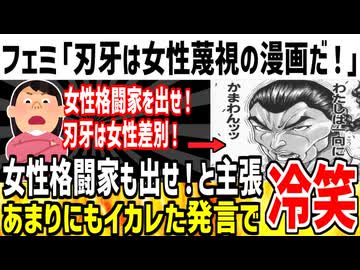 フェミ「刃牙は女性蔑視の漫画だ！」
女性格闘家を出せ！
刃牙は女性差別！
わたしは一向に
かまわんッッ
女性格闘家も出せ！と主張
あまりにもイカレた発言で冷笑